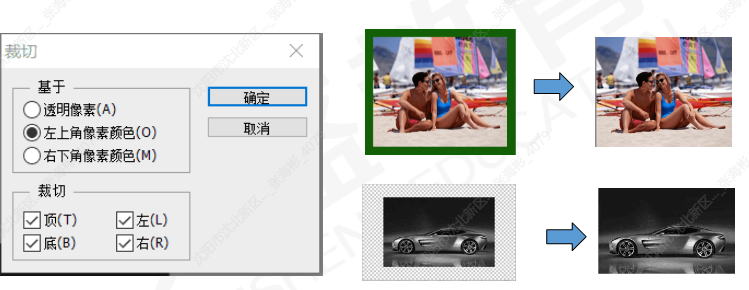 裁切
基于
透明像素(A)
左上角像素颜色(O)
右下角像素颜色(M)
确定
取消
裁切
顶(T)
左(L)
底(B)
右(R)